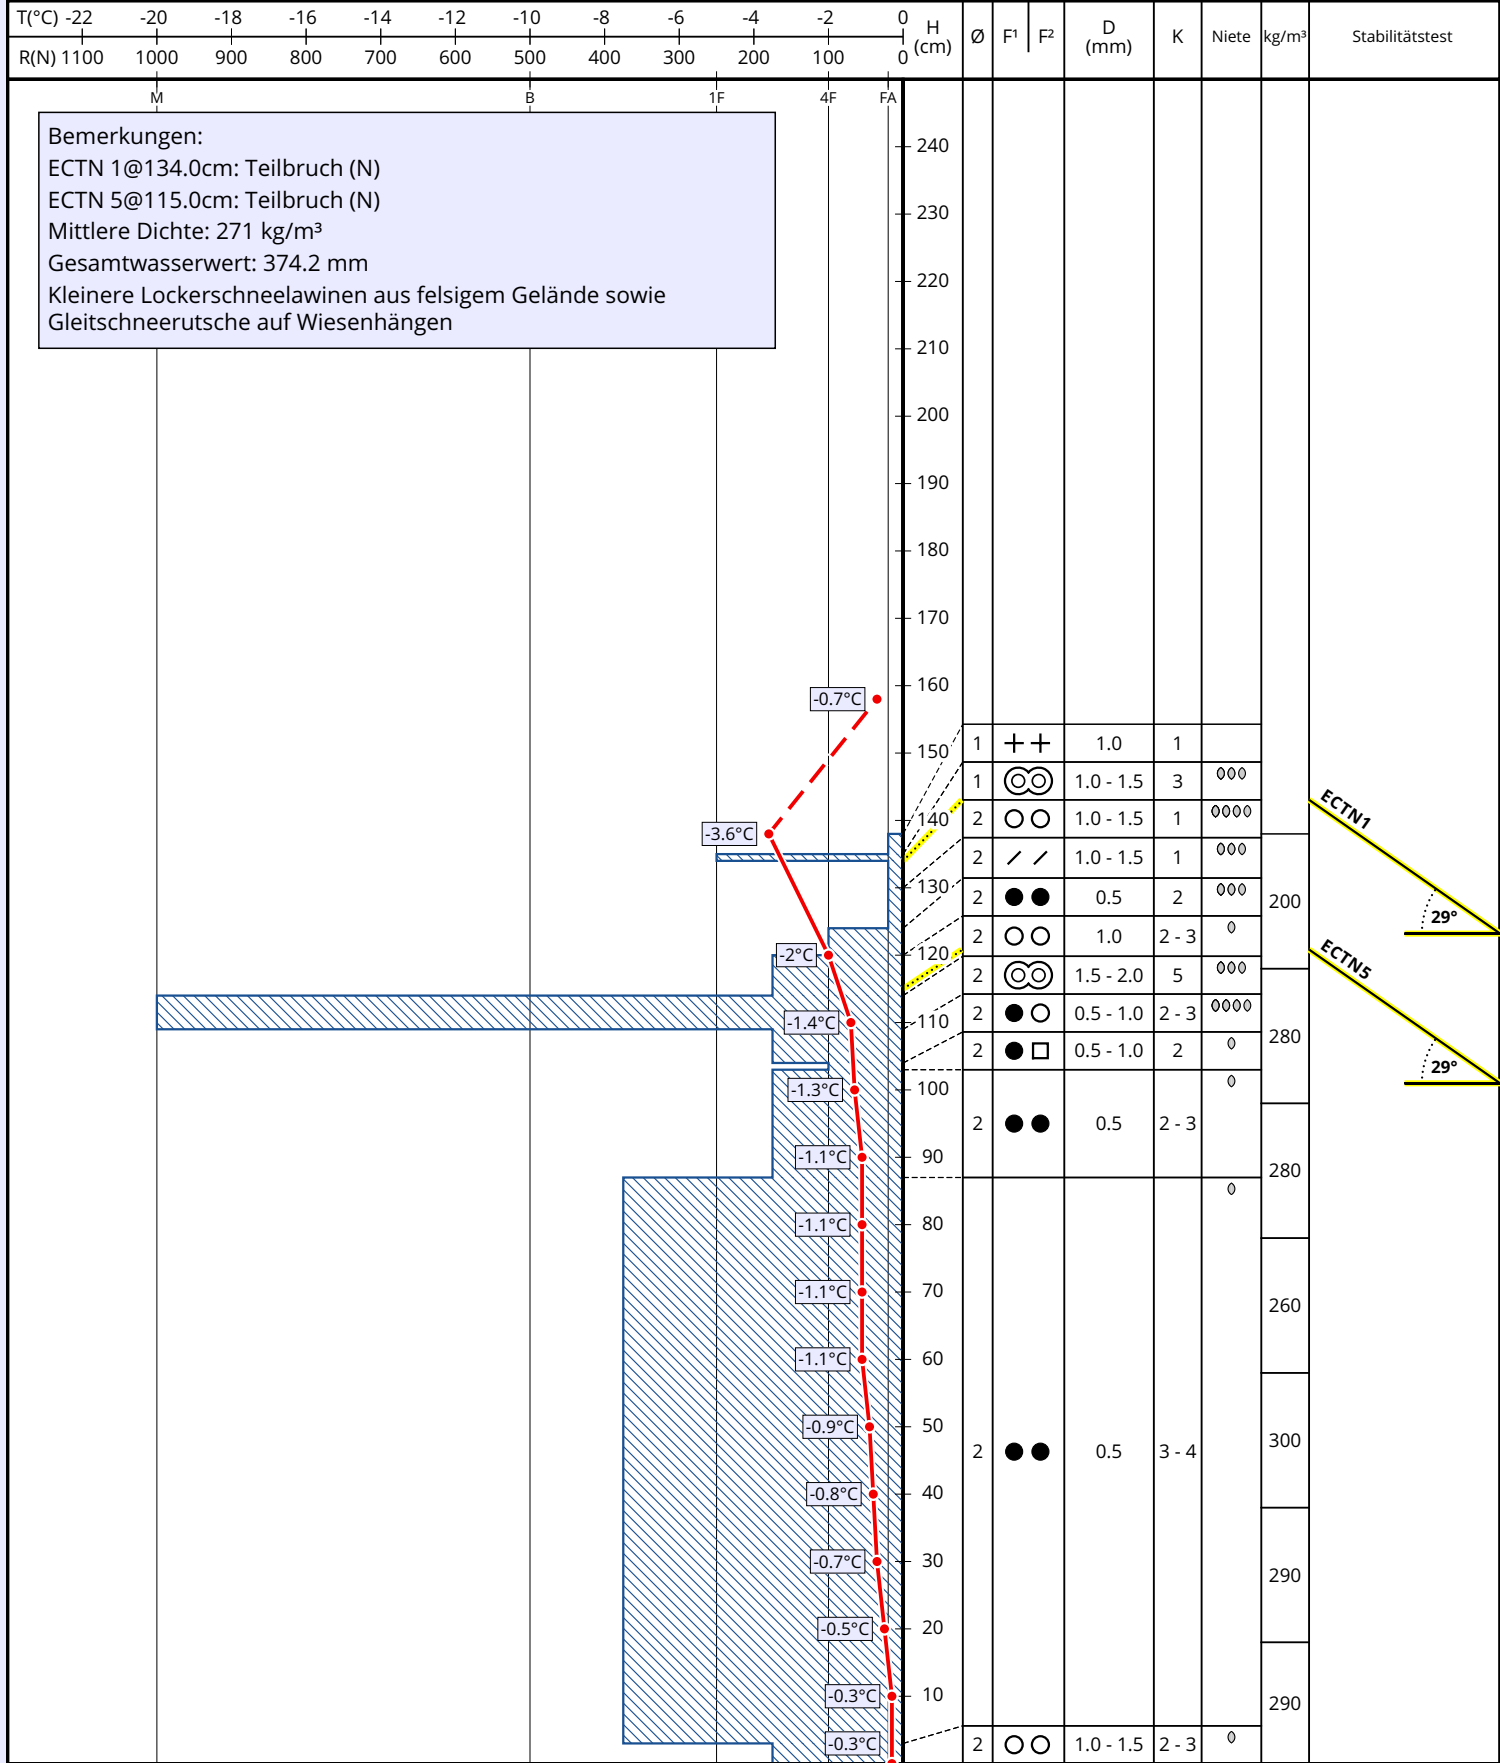 T(°C) -22 -20 -18 -16 -14 -12 -10 -8 -6 -4 -2 0
R(N) 1100 1000 900 800 700 600 500 400 300 200 100 0
H (cm) Ø F¹ F² D (mm) K Niete kg/m³ Stabilitätstest
M B 1F 4F FA
Bemerkungen:
ECTN 1@134.0cm: Teilbruch (N)
ECTN 5@115.0cm: Teilbruch (N)
Mittlere Dichte: 271 kg/m³
Gesamtwasserwert: 374.2 mm
Kleinere Lockerschneelawinen aus felsigem Gelände sowie
Gleitschneerutsche auf Wiesenhängen
240
230
220
210
200
190
180
170
160
-0.7°C
150
1 1.0 1
1 1.0 - 1.5 3
140
2 1.0 - 1.5 1
ECTN1
-3.6°C
2 1.0 - 1.5 1
130
2 0.5 2
200
29°
2 1.0 2 - 3
120
-2°C
ECTN5
2 1.5 - 2.0 5
2 0.5 - 1.0 2 - 3
110
-1.4°C
280
2 0.5 - 1.0 2
29°
-1.3°C
100
2 0.5 2 - 3
-1.1°C
90
280
-1.1°C
80
-1.1°C
70
260
-1.1°C
60
-0.9°C
50
300
2 0.5 3 - 4
-0.8°C
40
-0.7°C
30
290
-0.5°C
20
-0.3°C
10
290
-0.3°C
2 1.0 - 1.5 2 - 3